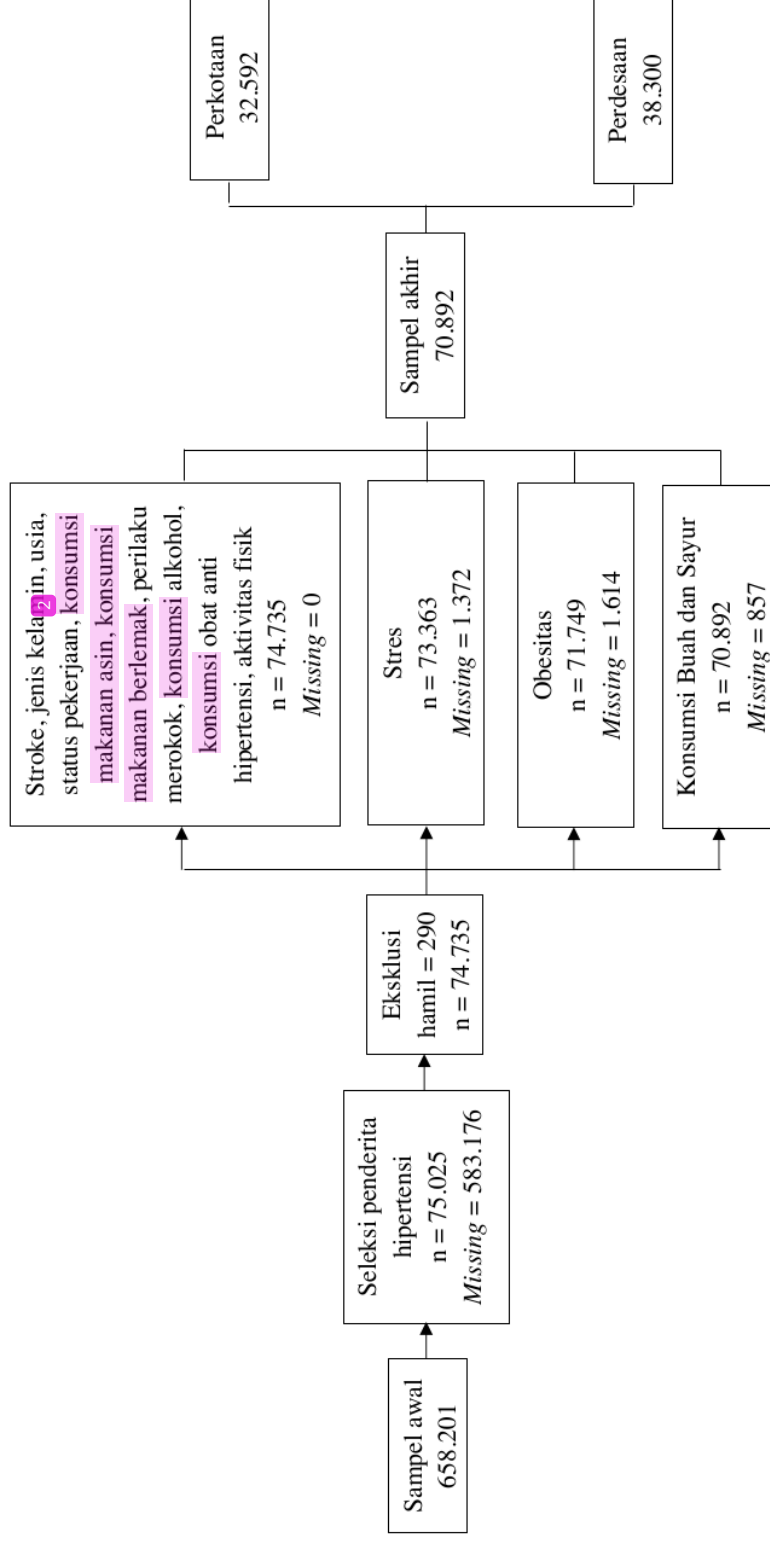 Sampel awal
658.201
Seleksi penderita
hipertensi
n = 75.025
Missing = 583.176
Eksklusi
hamil = 290
n = 74.735
Stroke, jenis kelamin, usia,
status pekerjaan, konsumsi
makanan asin, konsumsi
makanan berlemak, perilaku
merokok, konsumsi alkohol,
konsumsi obat anti
hipertensi, aktivitas fisik
n = 74.735
Missing = 0
2
Stres
n = 73.363
Missing = 1.372
Obesitas
n = 71.749
Missing = 1.614
Konsumsi Buah dan Sayur
n = 70.892
Missing = 857
Sampel akhir
70.892
Perkotaan
32.592
Perdesaan
38.300